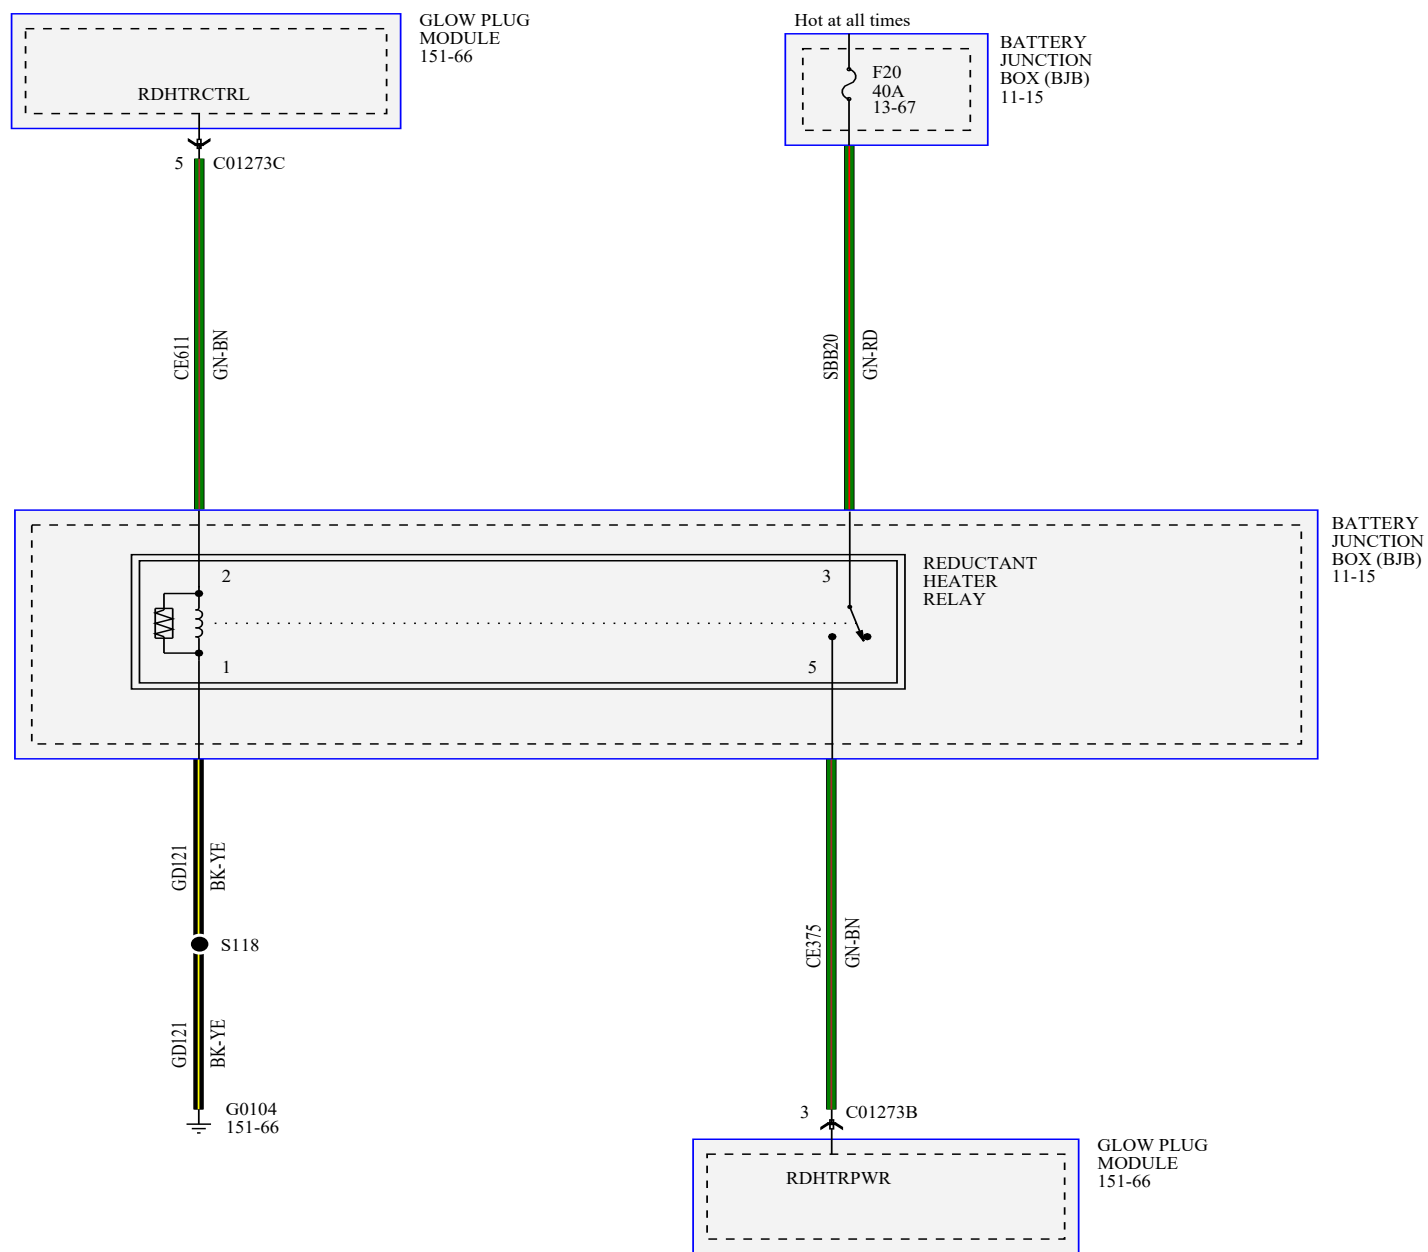 GLOW PLUG
MODULE
151-66
RDHTRCTRL
5 C01273C
Hot at all times
BATTERY
JUNCTION
BOX (BJB)
11-15
F20
40A
13-67
CE611
GN-BN
SBB20
GN-RD
BATTERY
JUNCTION
BOX (BJB)
11-15
REDUCTANT
HEATER
RELAY
2
3
1
5
GD121
BK-YE
S118
GD121
BK-YE
G0104
151-66
CE375
GN-BN
3 C01273B
GLOW PLUG
MODULE
151-66
RDHTRPWR